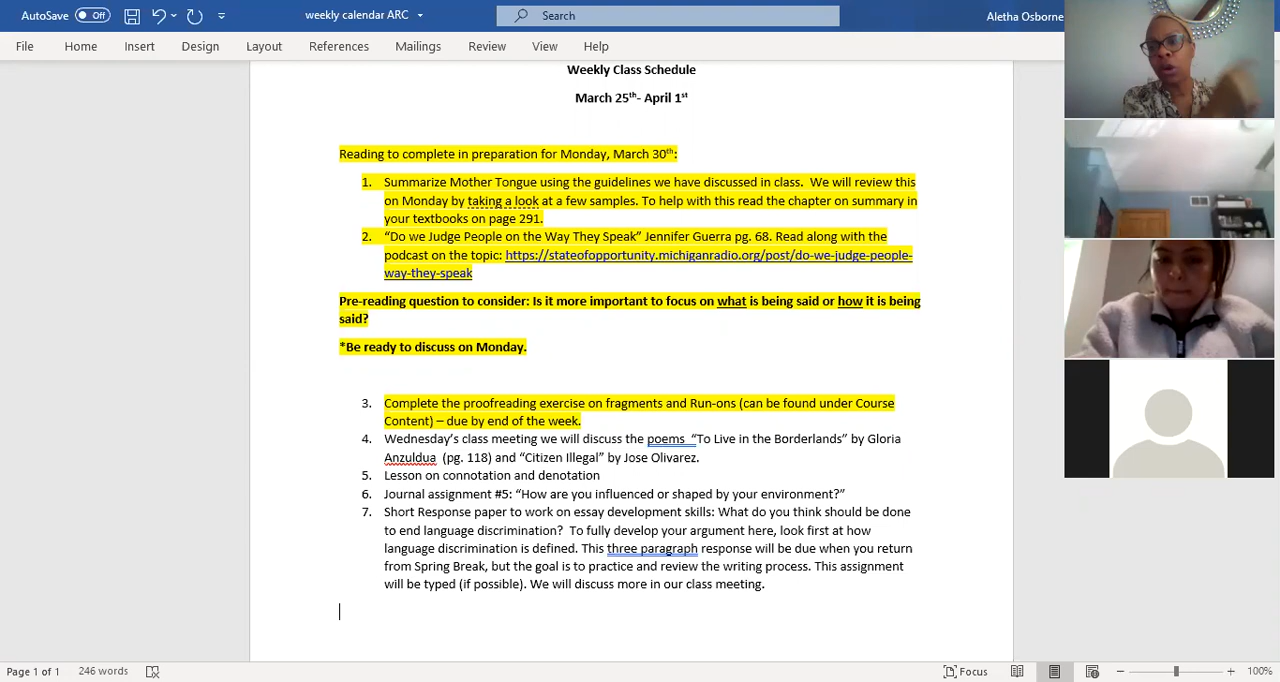 AutoSave Off weekly calendar ARC Search Aletha Osborne
File Home Insert Design Layout References Mailings Review View Help
Weekly Class Schedule
March 25th- April 1st
Reading to complete in preparation for Monday, March 30th:
1. Summarize Mother Tongue using the guidelines we have discussed in class. We will review this
on Monday by taking a look at a few samples. To help with this read the chapter on summary in
your textbooks on page 291.
2. “Do we Judge People on the Way They Speak” Jennifer Guerra pg. 68. Read along with the
podcast on the topic: https://stateofopportunity.michiganradio.org/post/do-we-judge-people-
way-they-speak
Pre-reading question to consider: Is it more important to focus on what is being said or how it is being
said?
*Be ready to discuss on Monday.
3. Complete the proofreading exercise on fragments and Run-ons (can be found under Course
Content) – due by end of the week.
4. Wednesday’s class meeting we will discuss the poems “To Live in the Borderlands” by Gloria
Anzuldua (pg. 118) and “Citizen Illegal” by Jose Olivarez.
5. Lesson on connotation and denotation
6. Journal assignment #5: “How are you influenced or shaped by your environment?”
7. Short Response paper to work on essay development skills: What do you think should be done
to end language discrimination? To fully develop your argument here, look first at how
language discrimination is defined. This three paragraph response will be due when you return
from Spring Break, but the goal is to practice and review the writing process. This assignment
will be typed (if possible). We will discuss more in our class meeting.
Page 1 of 1 246 words Focus 100%